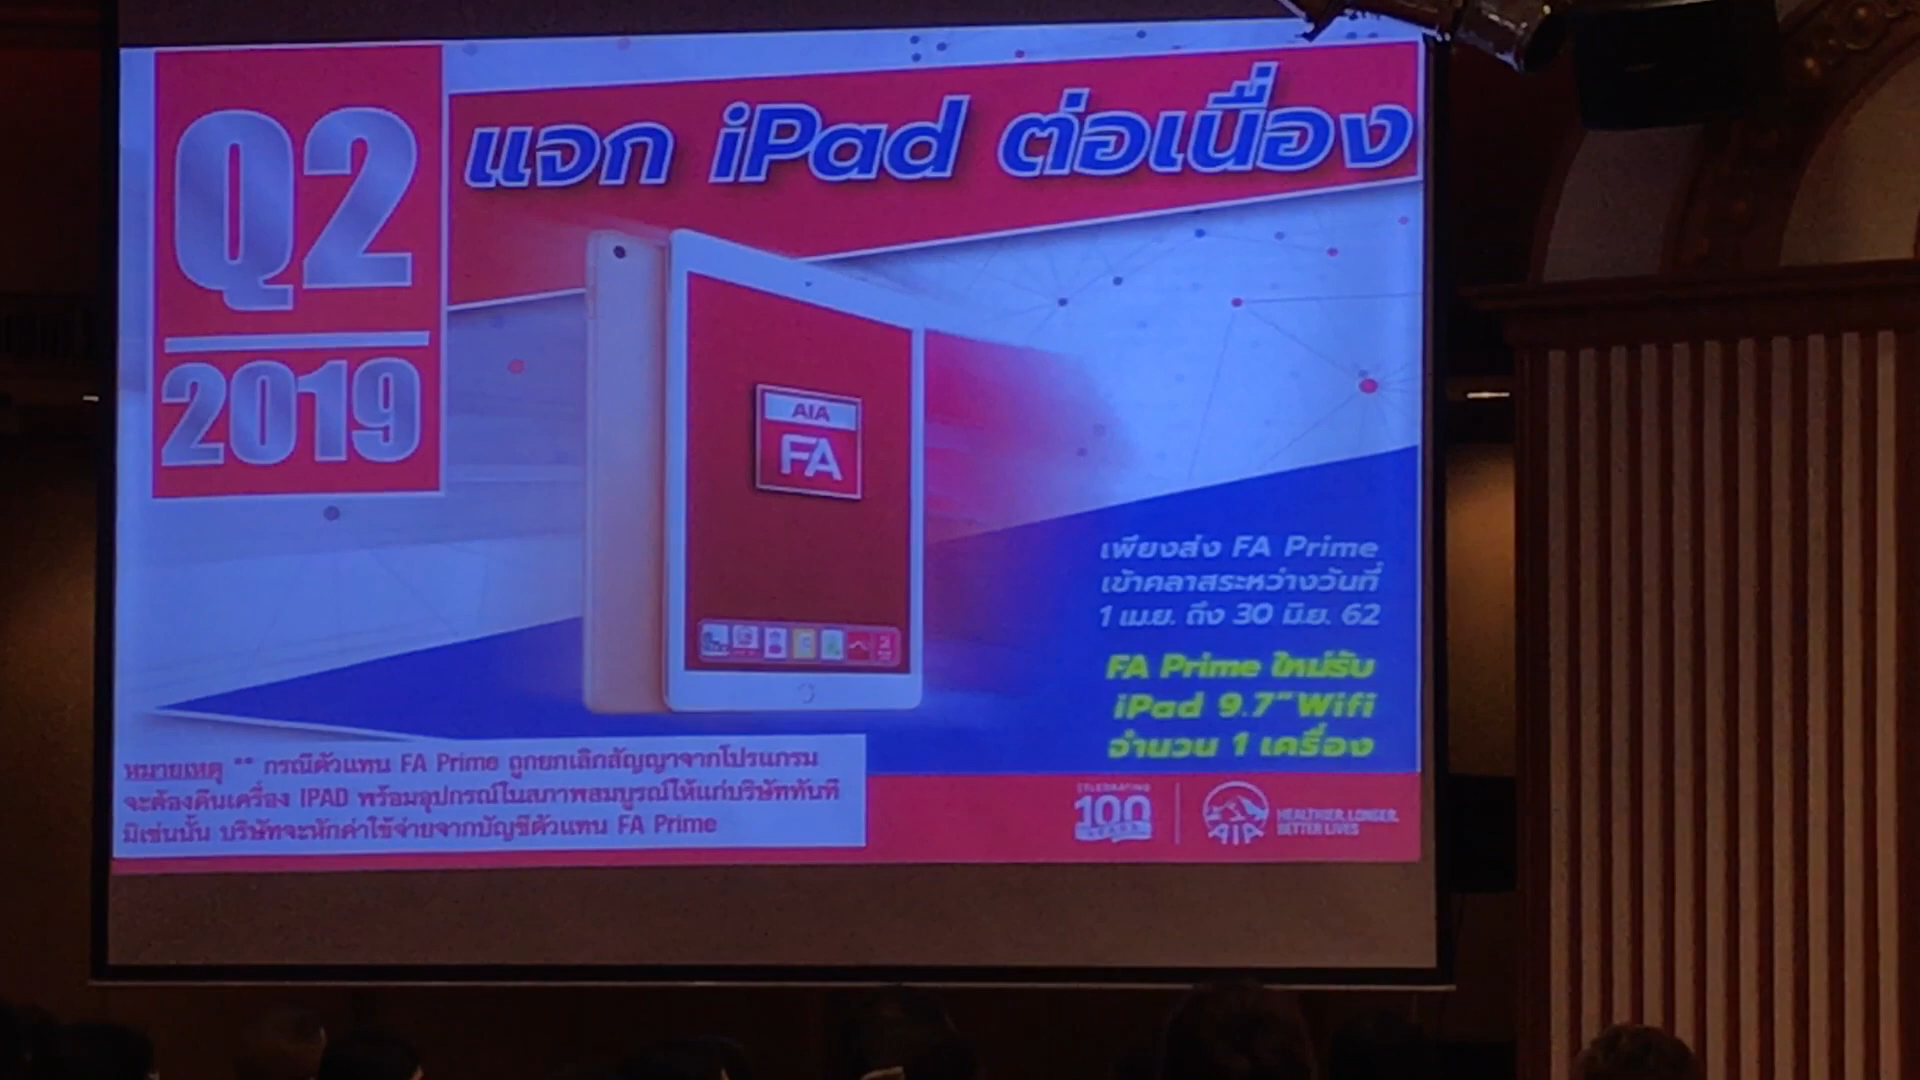 Q2
2019
แจก iPad ต่อเนื่อง
AIA
FA
เพียงส่ง FA Prime
เข้าคลาสระหว่างวันที่
1 เม.ย. ถึง 30 มิ.ย. 62
FA Prime ใหม่รับ
iPad 9.7" Wifi
จำนวน 1 เครื่อง
หมายเหตุ ** กรณีตัวแทน FA Prime ถูกยกเลิกสัญญาจากโปรแกรม
จะต้องคืนเครื่อง IPAD พร้อมอุปกรณ์ในสภาพสมบูรณ์ให้แก่บริษัททันที
มิเช่นนั้น บริษัทจะหักค่าใช้จ่ายจากบัญชีตัวแทน FA Prime
CELEBRATING
100
YEARS
AIA
HEALTHIER, LONGER,
BETTER LIVES